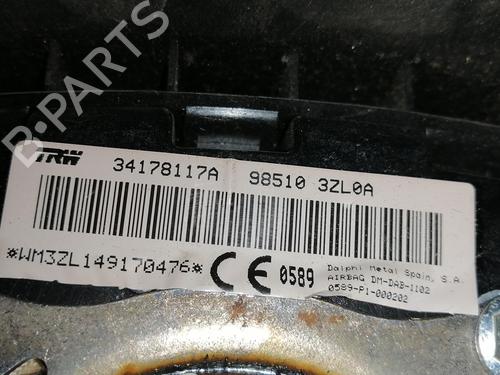 B-PARTS
TRW 34178117A 98510 3ZL0A
*WM3ZL149170476*
CE 0589
Dalphi Metal Spain, S.A.
AIRBAG DM-DAB-1102
0589-P1-000202